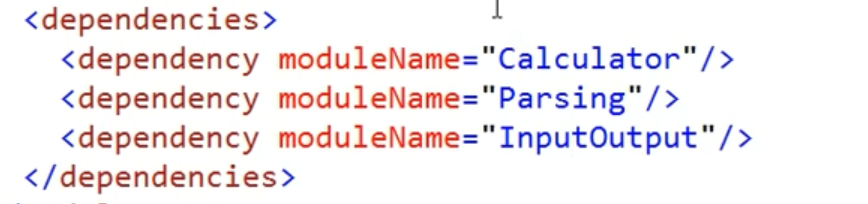 <dependencies>
  <dependency moduleName="Calculator"/>
  <dependency moduleName="Parsing"/>
  <dependency moduleName="InputOutput"/>
</dependencies>